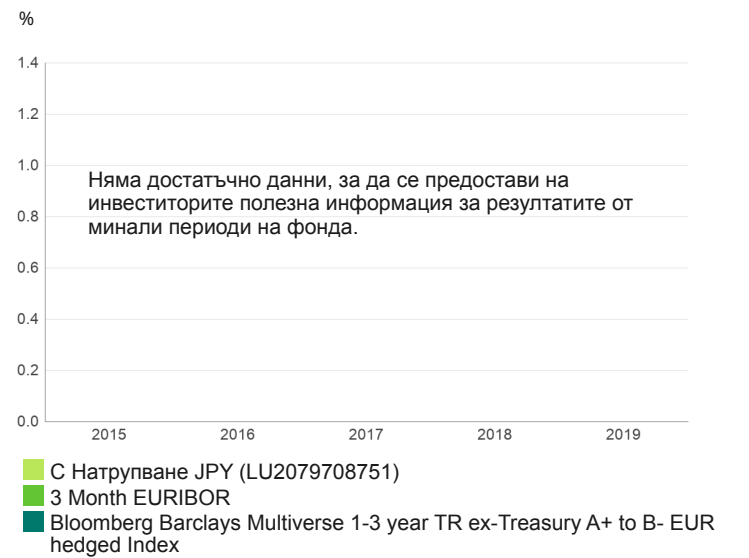 %
1.4
1.2
1.0
Няма достатъчно данни, за да се предостави на
инвеститорите полезна информация за резултатите от
минали периоди на фонда.
0.8
0.6
0.4
0.2
0.0
2015 2016 2017 2018 2019
C Натрупване JPY (LU2079708751)
3 Month EURIBOR
Bloomberg Barclays Multiverse 1-3 year TR ex-Treasury A+ to B- EUR
hedged Index